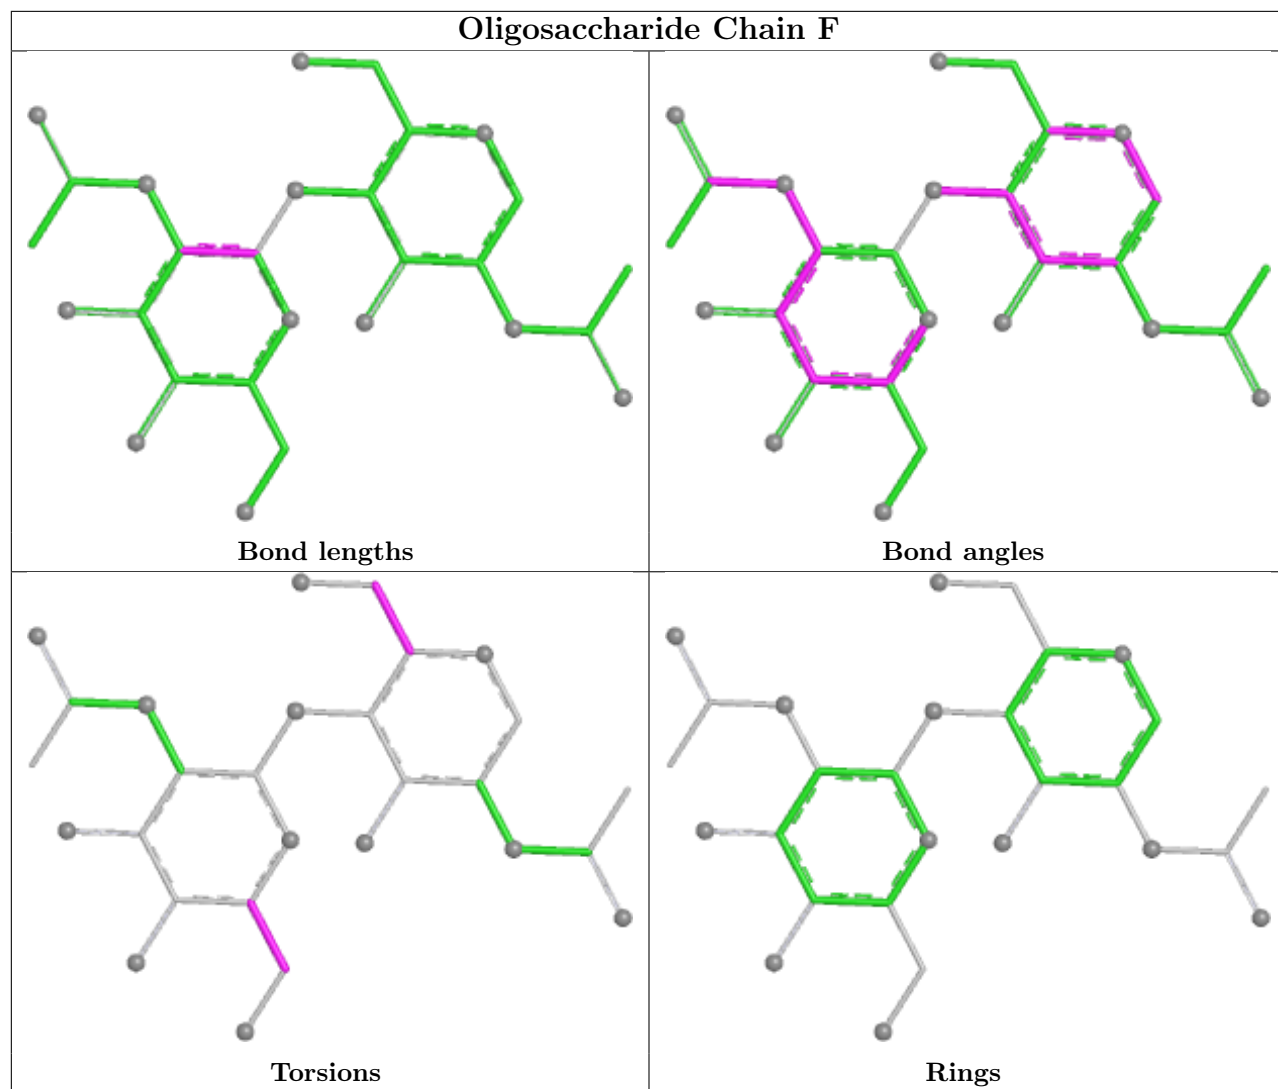 Oligosaccharide Chain F
Bond lengths
Bond angles
Torsions
Rings